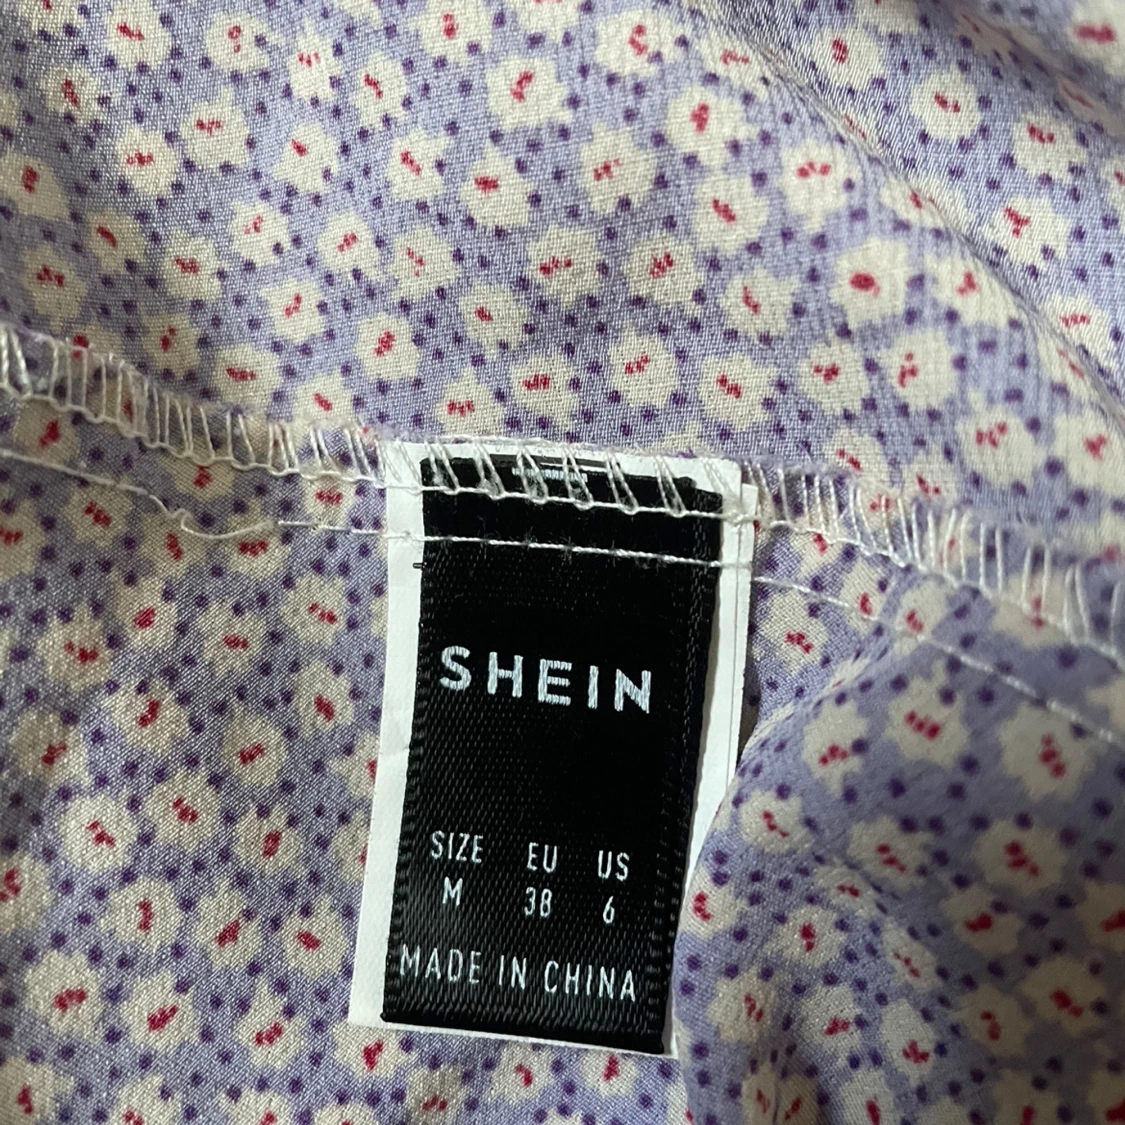 SHEIN
SIZE EU US
M 38 6
MADE IN CHINA